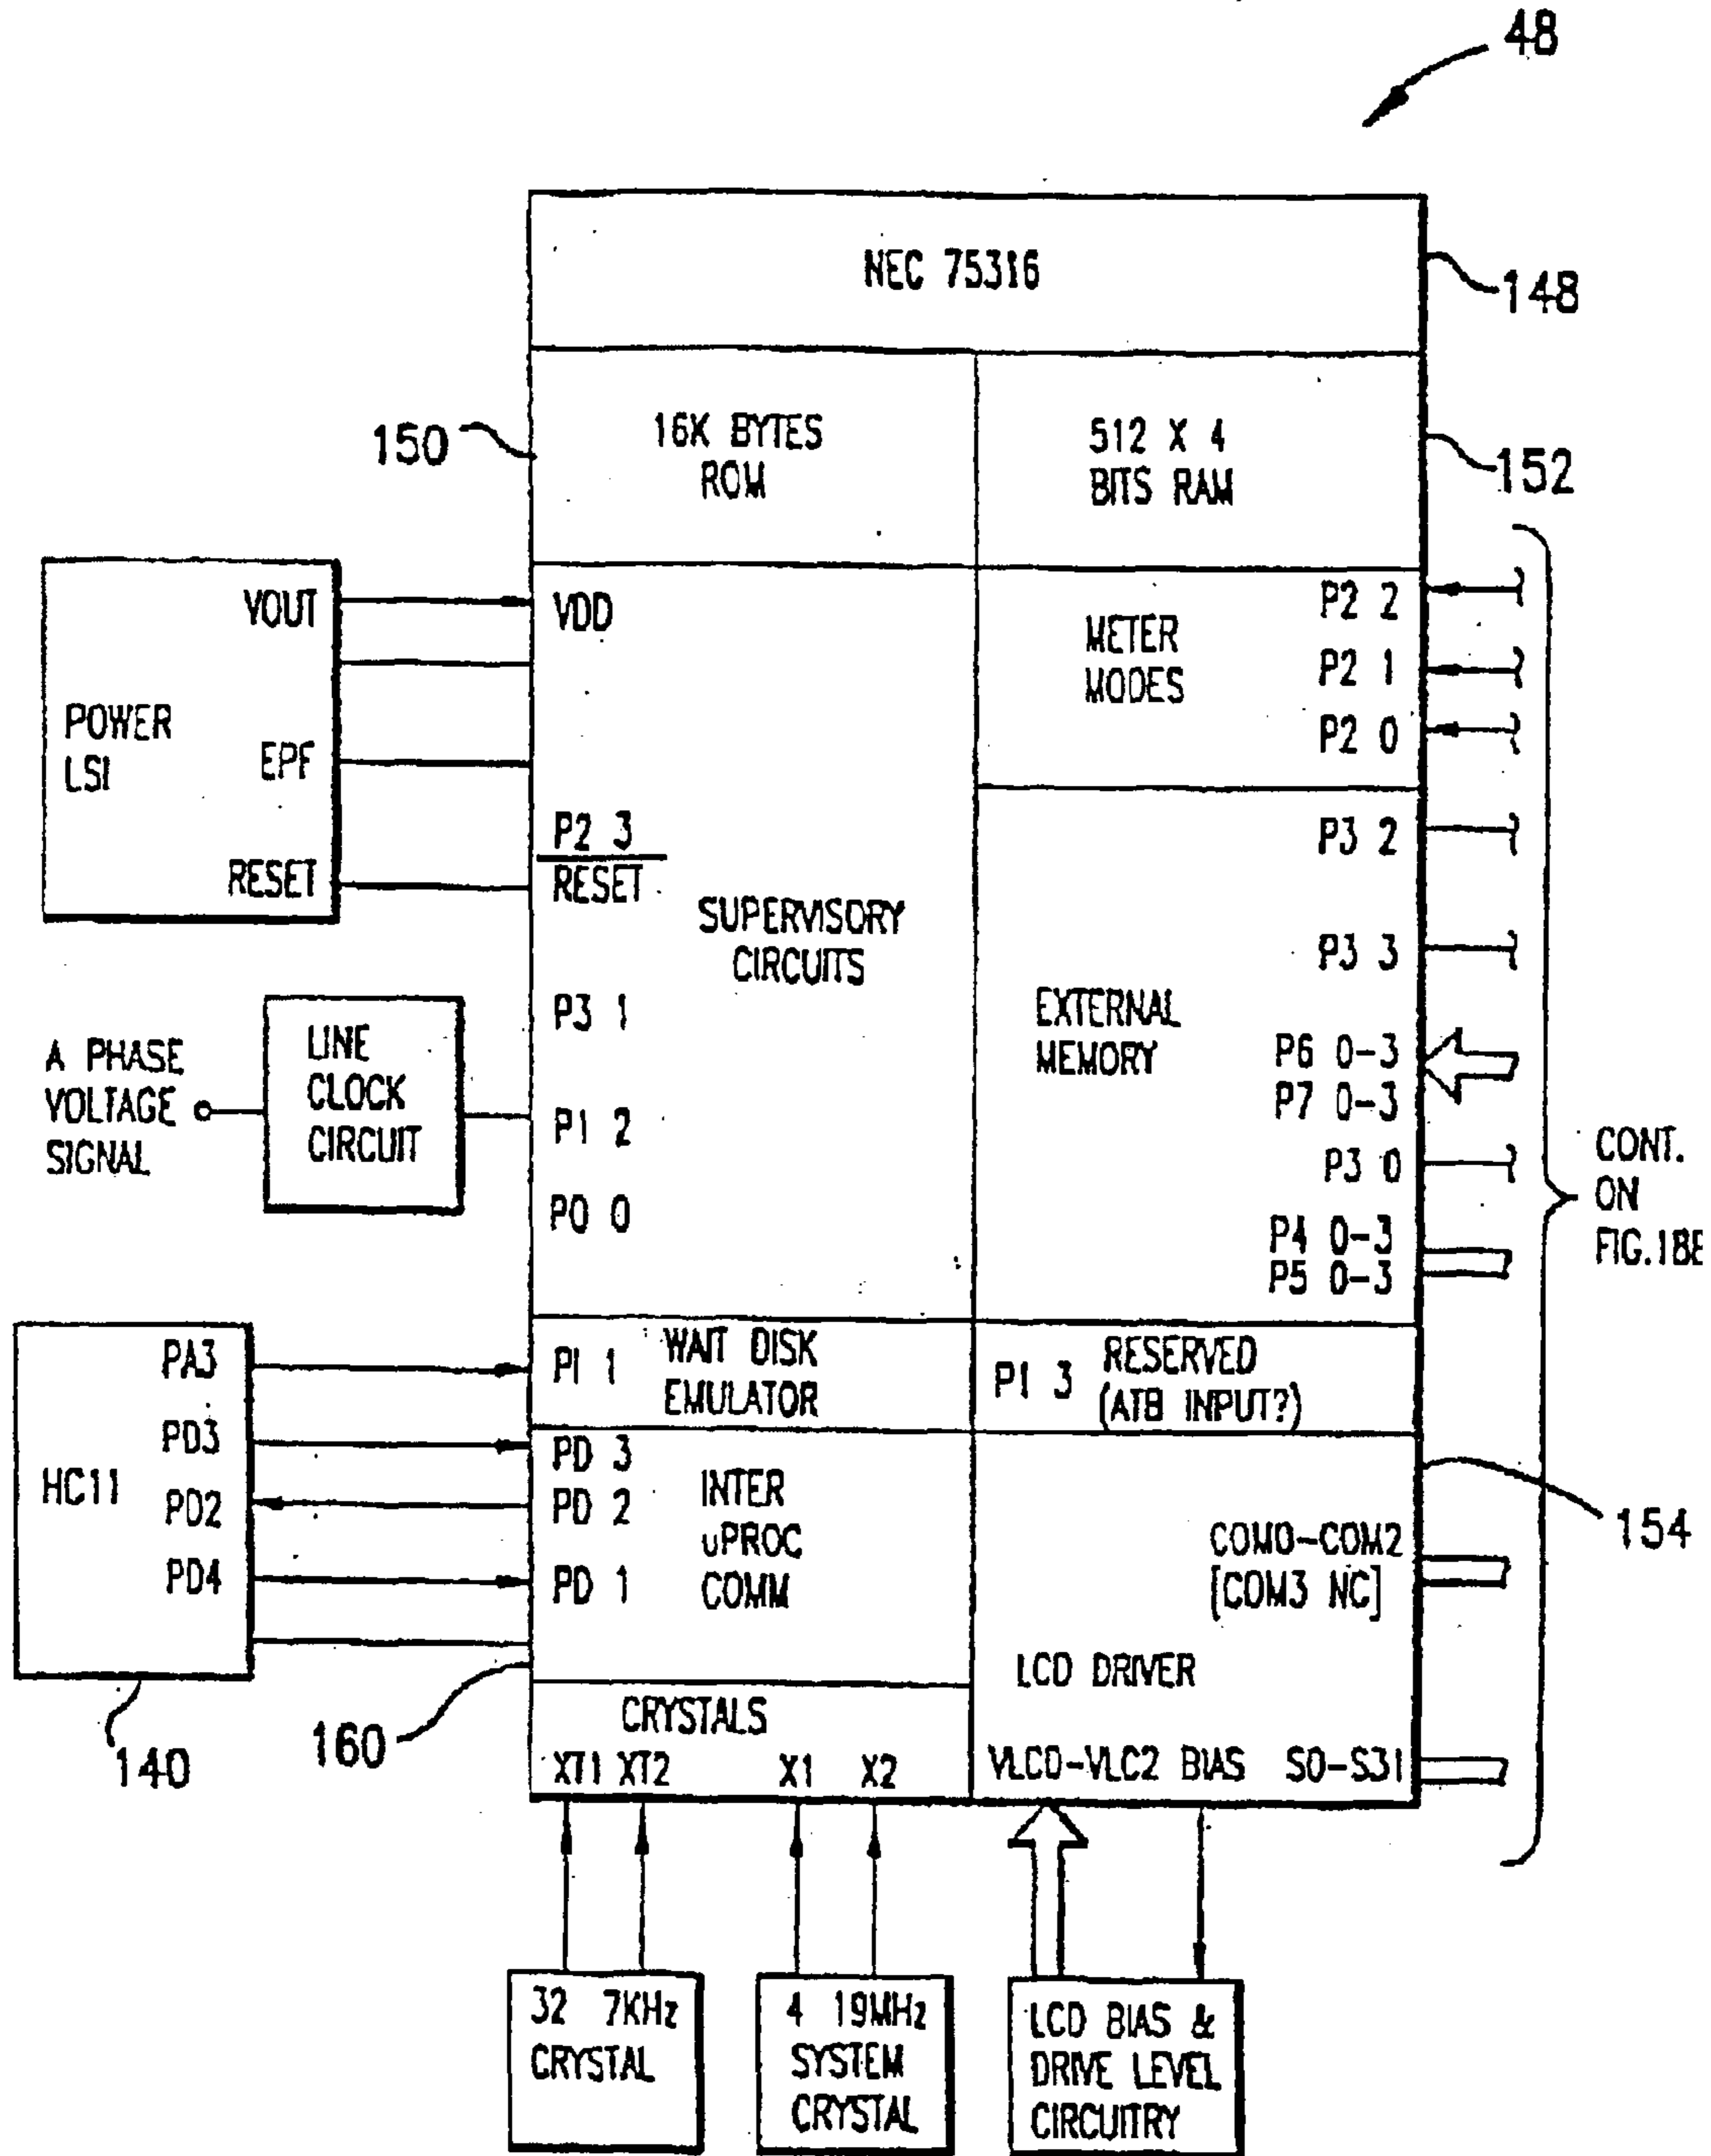 48
NEC 75316
148
150
16K BYTES
ROM
512 X 4
BITS RAM
152
POWER
LSI
VOUT
EPF
RESET
VDD
P2 3
RESET
P3 1
P1 2
P0 0
SUPERVISORY
CIRCUITS
METER
MODES
P2 2
P2 1
P2 0
EXTERNAL
MEMORY
P3 2
P3 3
P6 0-3
P7 0-3
P3 0
P4 0-3
P5 0-3
A PHASE
VOLTAGE
SIGNAL
LINE
CLOCK
CIRCUIT
CONT.
ON
FIG.18B
HC11
PA3
PD3
PD2
PD4
140
P1 1
WAIT DISK
EMULATOR
P1 3
RESERVED
(ATB INPUT?)
PD 3
PD 2
PD 1
INTER
uPROC
COMM
160
154
COM0-COM2
[COM3 NC]
LCD DRIVER
VLC0-VLC2 BIAS S0-S31
CRYSTALS
XT1 XT2 X1 X2
32 7KHz
CRYSTAL
4 19MHz
SYSTEM
CRYSTAL
LCD BIAS &
DRIVE LEVEL
CIRCUITRY